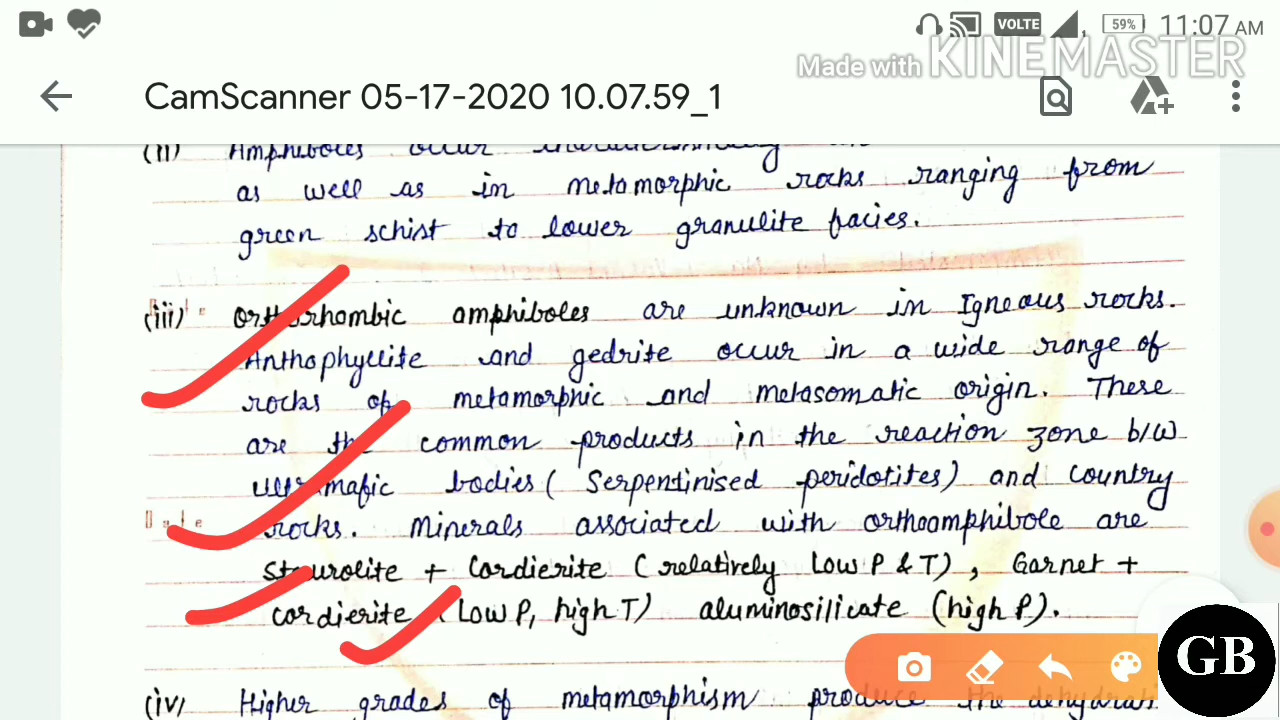 VOLTE 59% 11:07 AM
Made with KINEMASTER
CamScanner 05-17-2020 10.07.59_1
(ii) Amphiboles occur
as well as in metamorphic rocks ranging from
green schist to lower granulite facies.
(iii) Orthorhombic amphiboles are unknown in Igneous rocks.
Anthophyllite and gedrite occur in a wide range of
rocks of metamorphic and metasomatic origin. These
are the common products in the reaction zone b/w
ultramafic bodies ( Serpentinised peridotites) and country
rocks. Minerals associated with orthoamphibole are
Staurolite + Cordierite (relatively Low P & T) , Garnet +
cordierite (Low P, high T) aluminosilicate (high P).
(iv) Higher grades of metamorphism produce the
GB